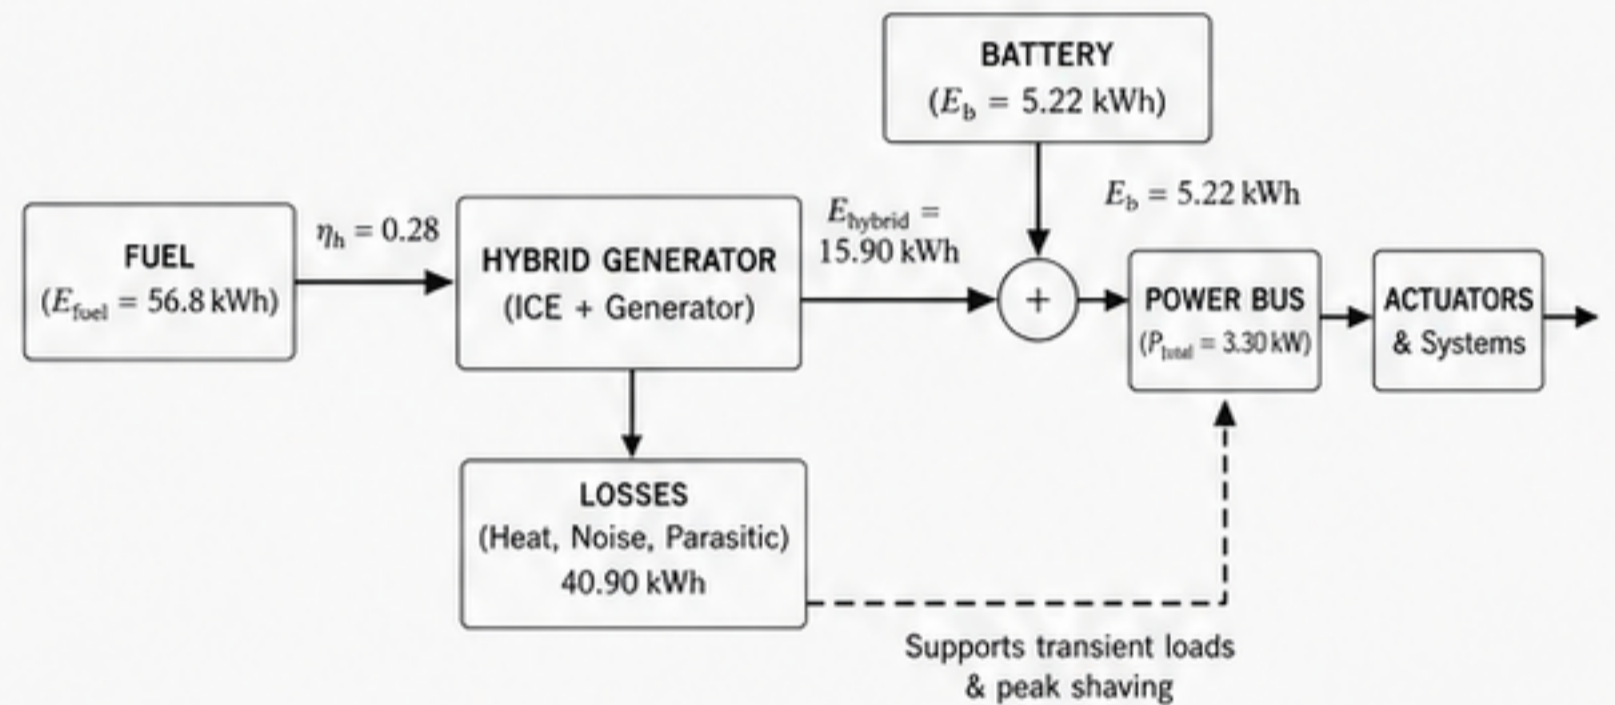 BATTERY
(E_b = 5.22 kWh)
E_b = 5.22 kWh
η_h = 0.28
E_hybrid =
15.90 kWh
FUEL
(E_fuel = 56.8 kWh)
HYBRID GENERATOR
(ICE + Generator)
+
POWER BUS
(P_total = 3.30 kW)
ACTUATORS
& Systems
LOSSES
(Heat, Noise, Parasitic)
40.90 kWh
Supports transient loads
& peak shaving